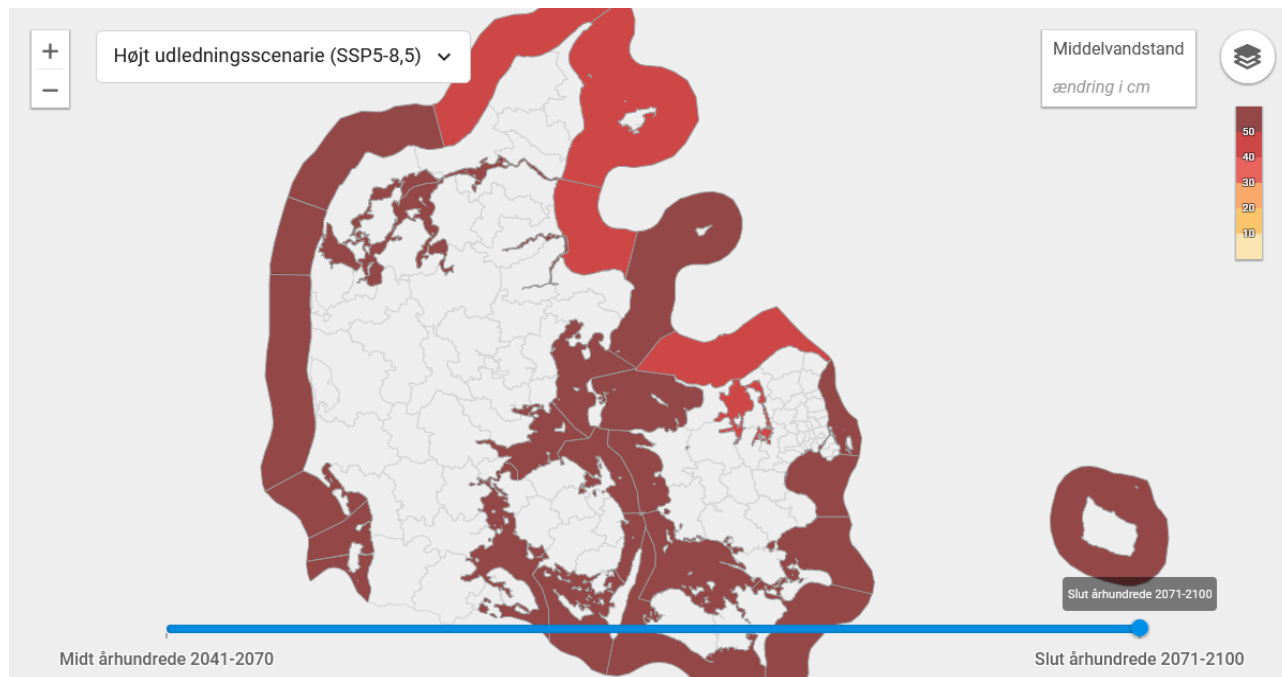 +
−
Højt udledningsscenarie (SSP5-8,5)
Middelvandstand
ændring i cm
50
40
30
20
10
Slut århundrede 2071-2100
Midt århundrede 2041-2070
Slut århundrede 2071-2100